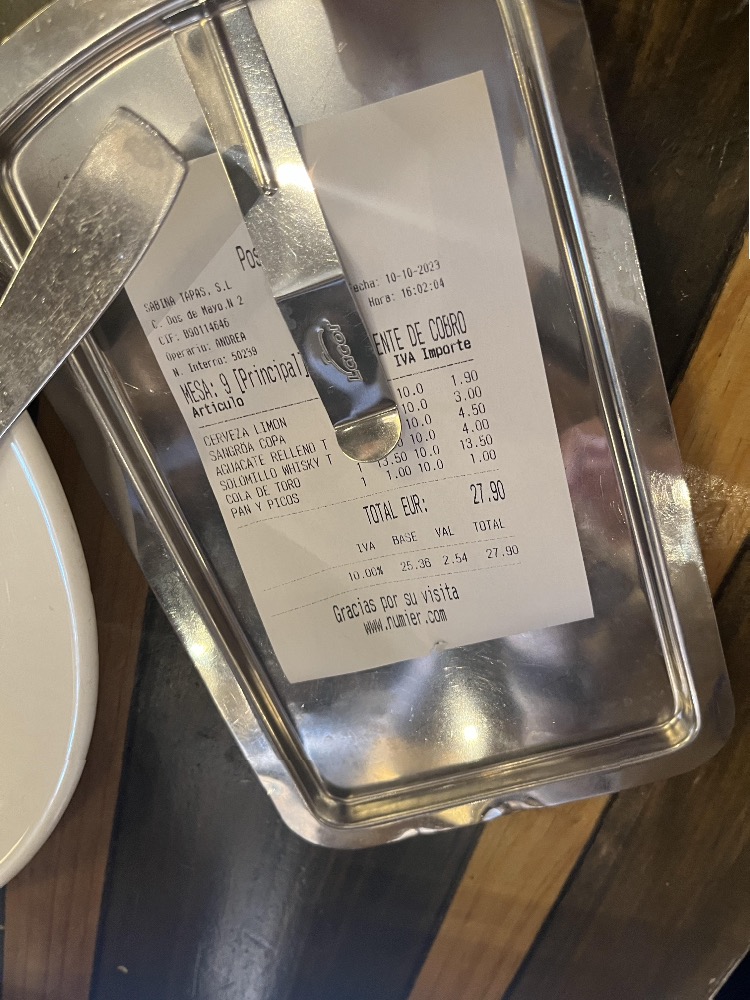 Pos
SABINA TAPAS, S.L
C. Dos de Mayo,N 2
CIF: B90114646
Operario: ANDREA
N. Interno: 50259
echa: 10-10-2023
Hora: 16:02:04
MESA: 9 [Principal] ENTE DE COBRO
Articulo IVA Importe
CERVEZA LIMON 10.0 1.90
SANGRÖA COPA 10.0 3.00
AGUACATE RELLENO T 10.0 4.50
SOLOMILLO WHISKY T 10.0 4.00
COLA DE TORO 1 13.50 10.0 13.50
PAN Y PICOS 1 1.00 10.0 1.00
TOTAL EUR: 27.90
IVA BASE VAL TOTAL
10.00% 25.36 2.54 27.90
Gracias por su visita
www.numier.com
Lacor